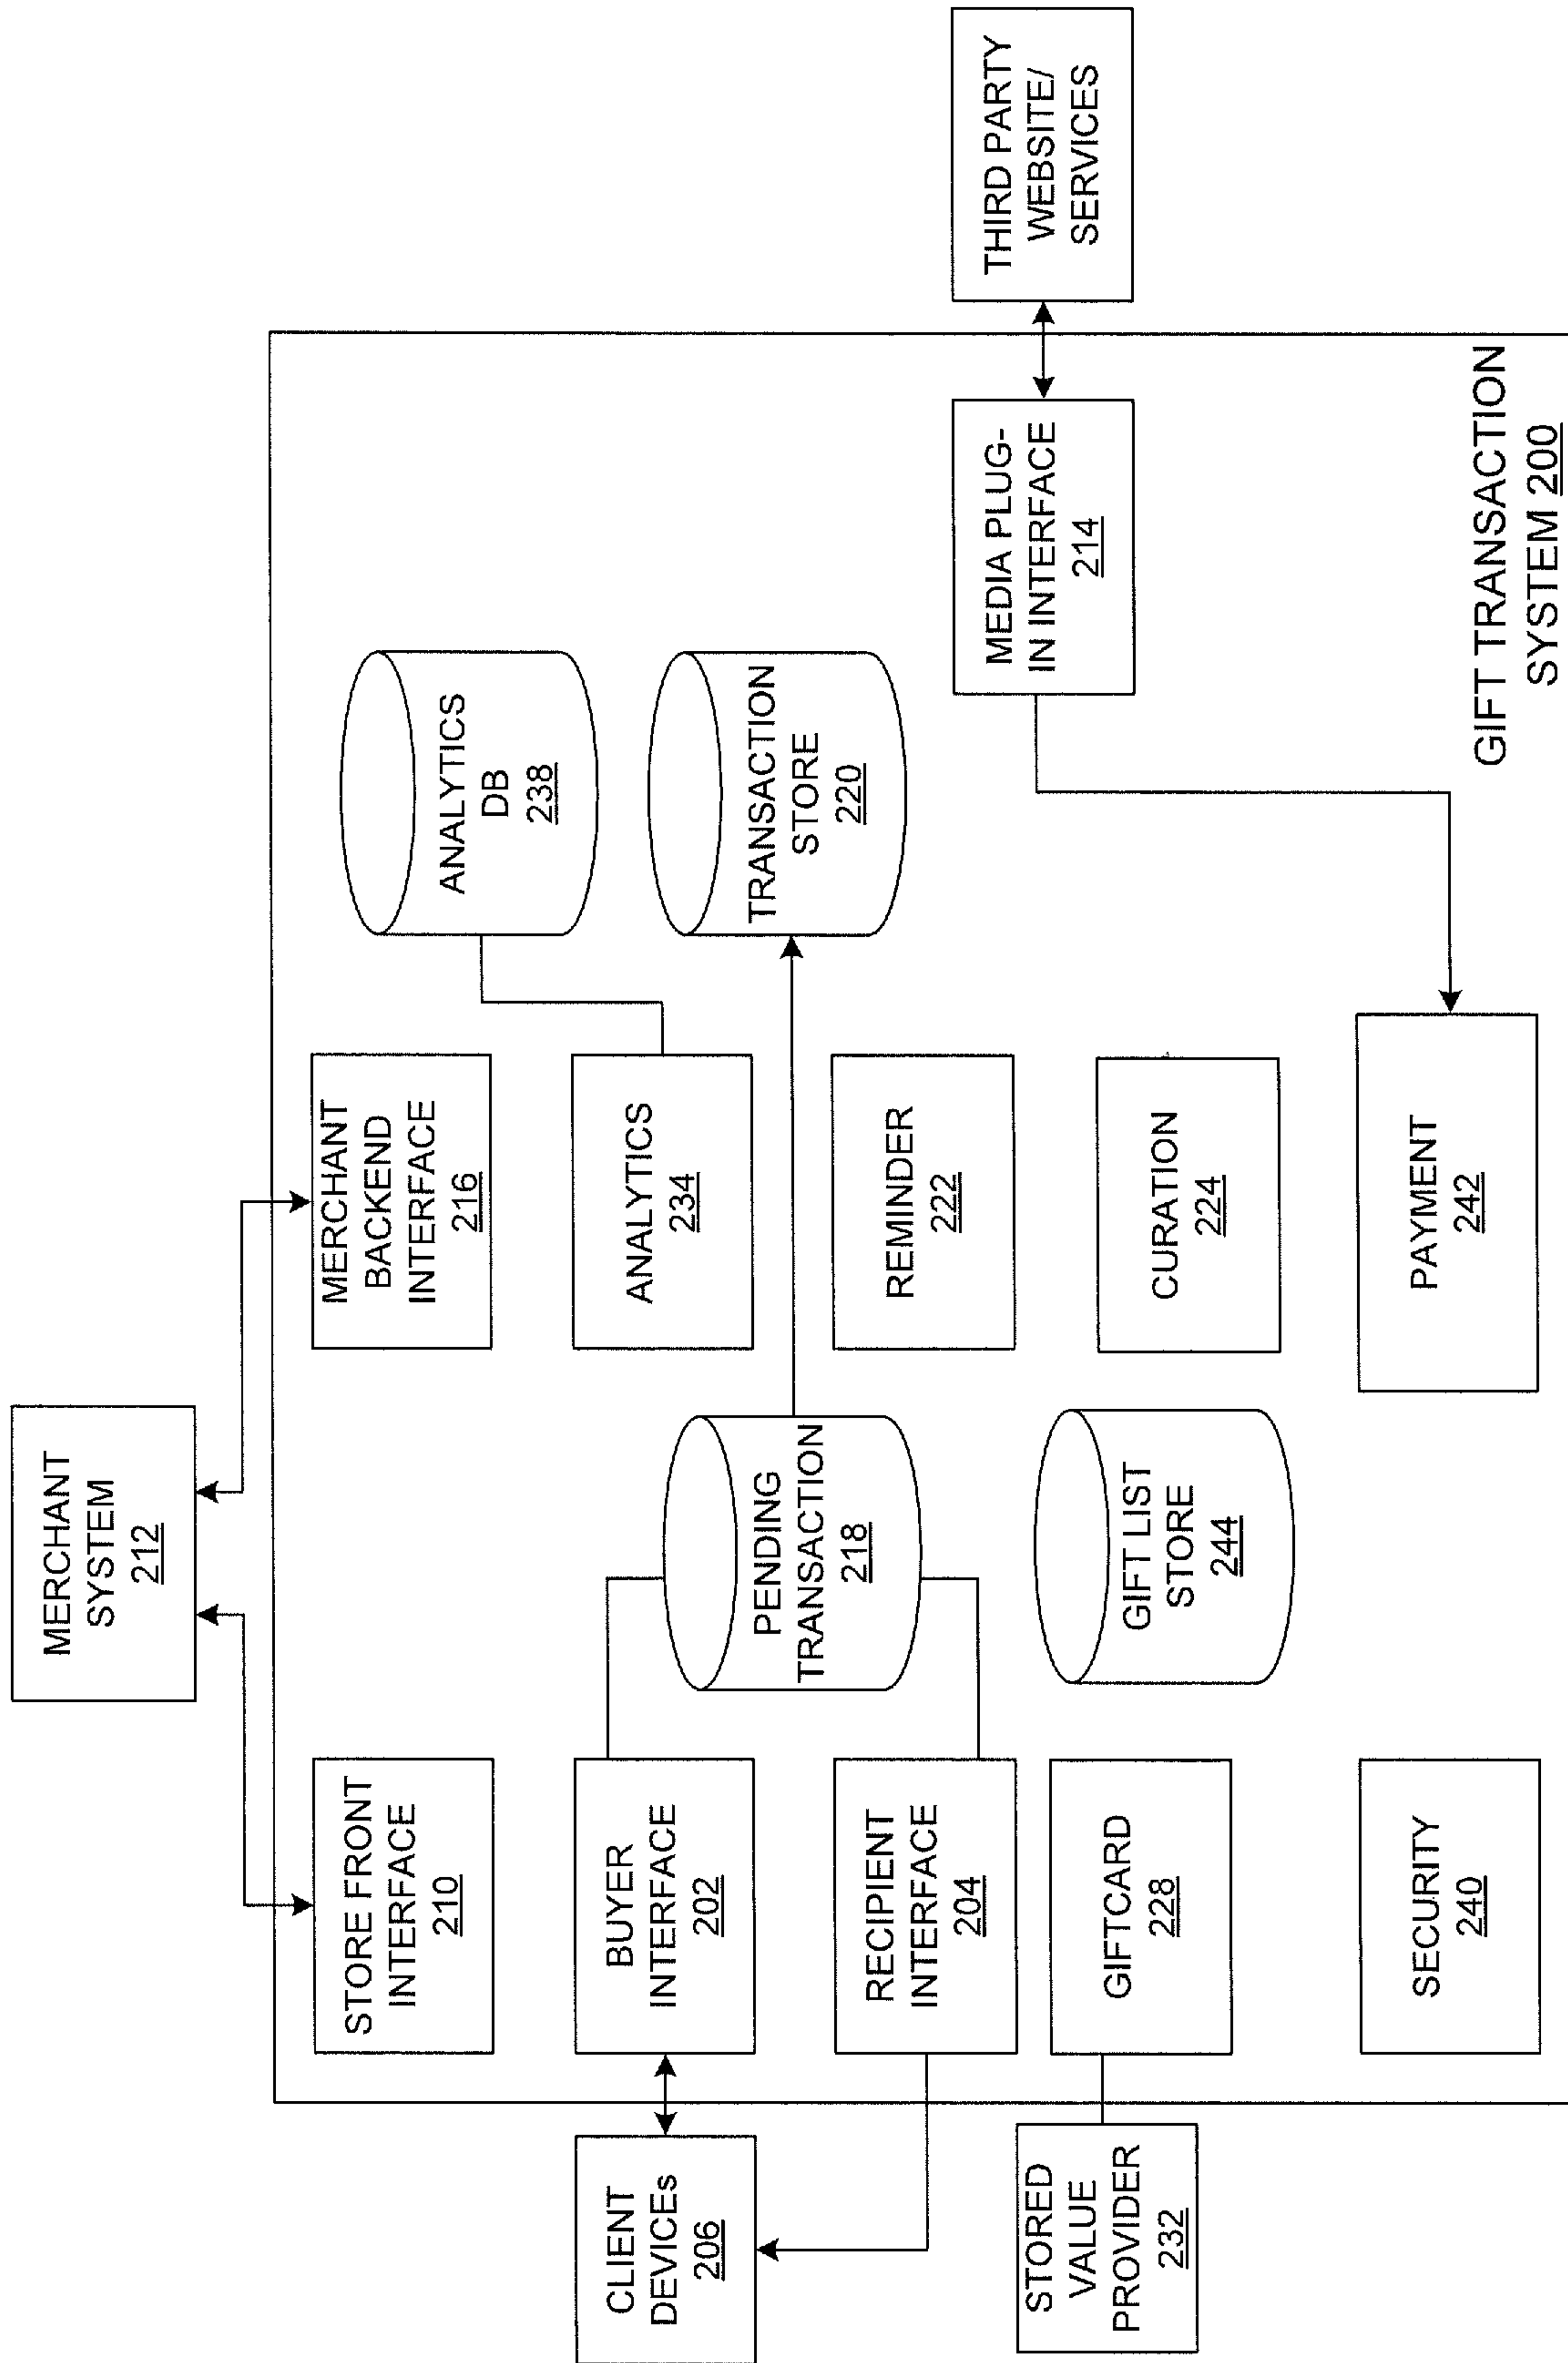 MERCHANT
SYSTEM
212
STORE FRONT
INTERFACE
210
MERCHANT
BACKEND
INTERFACE
216
CLIENT
DEVICEs
206
BUYER
INTERFACE
202
ANALYTICS
234
ANALYTICS
DB
238
PENDING
TRANSACTION
218
TRANSACTION
STORE
220
RECIPIENT
INTERFACE
204
REMINDER
222
STORED
VALUE
PROVIDER
232
GIFTCARD
228
GIFT LIST
STORE
244
CURATION
224
MEDIA PLUG-
IN INTERFACE
214
THIRD PARTY
WEBSITE/
SERVICES
SECURITY
240
PAYMENT
242
GIFT TRANSACTION
SYSTEM 200